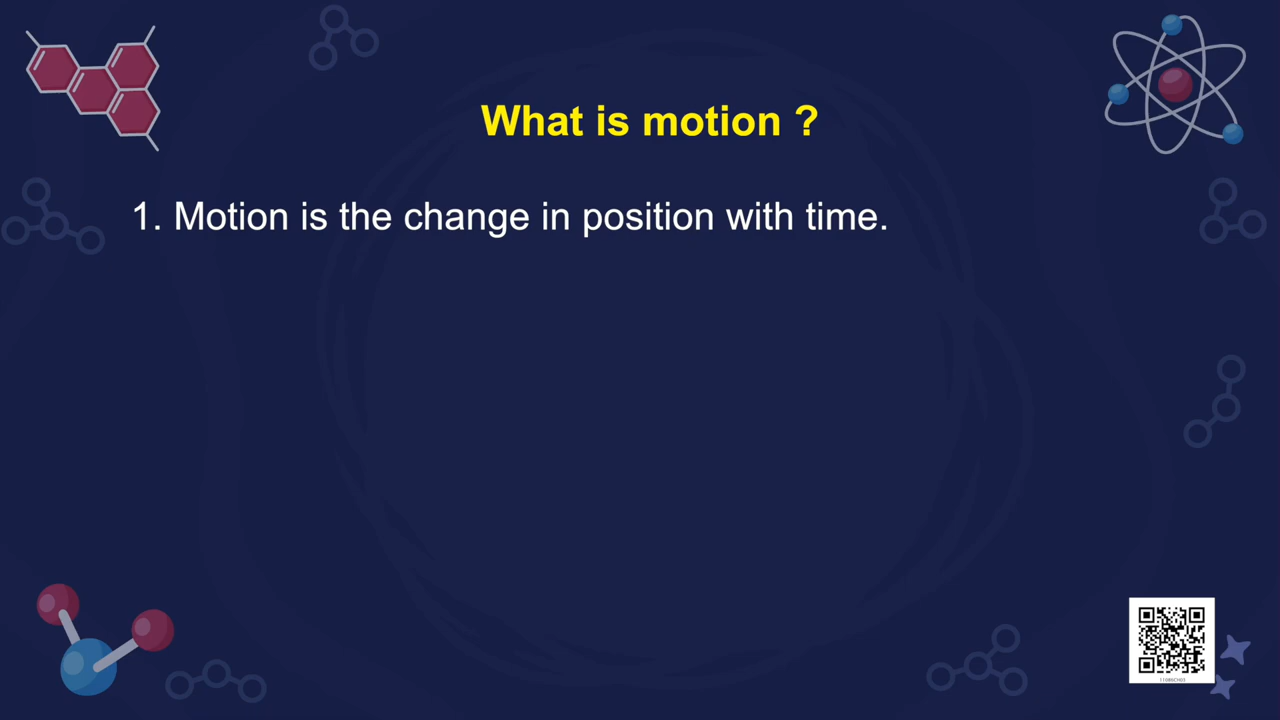 What is motion ?
1. Motion is the change in position with time.